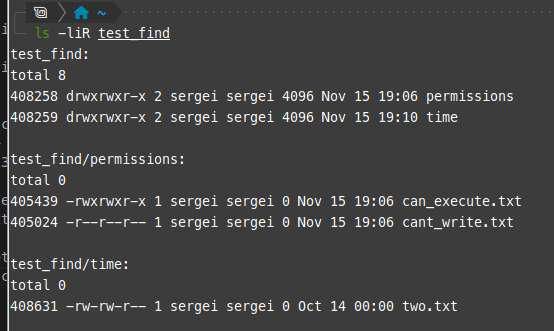 ~
ls -liR test_find
test_find:
total 8
408258 drwxrwxr-x 2 sergei sergei 4096 Nov 15 19:06 permissions
408259 drwxrwxr-x 2 sergei sergei 4096 Nov 15 19:10 time
test_find/permissions:
total 0
405439 -rwxrwxr-x 1 sergei sergei 0 Nov 15 19:06 can_execute.txt
405024 -r--r--r-- 1 sergei sergei 0 Nov 15 19:06 cant_write.txt
test_find/time:
total 0
408631 -rw-rw-r-- 1 sergei sergei 0 Oct 14 00:00 two.txt